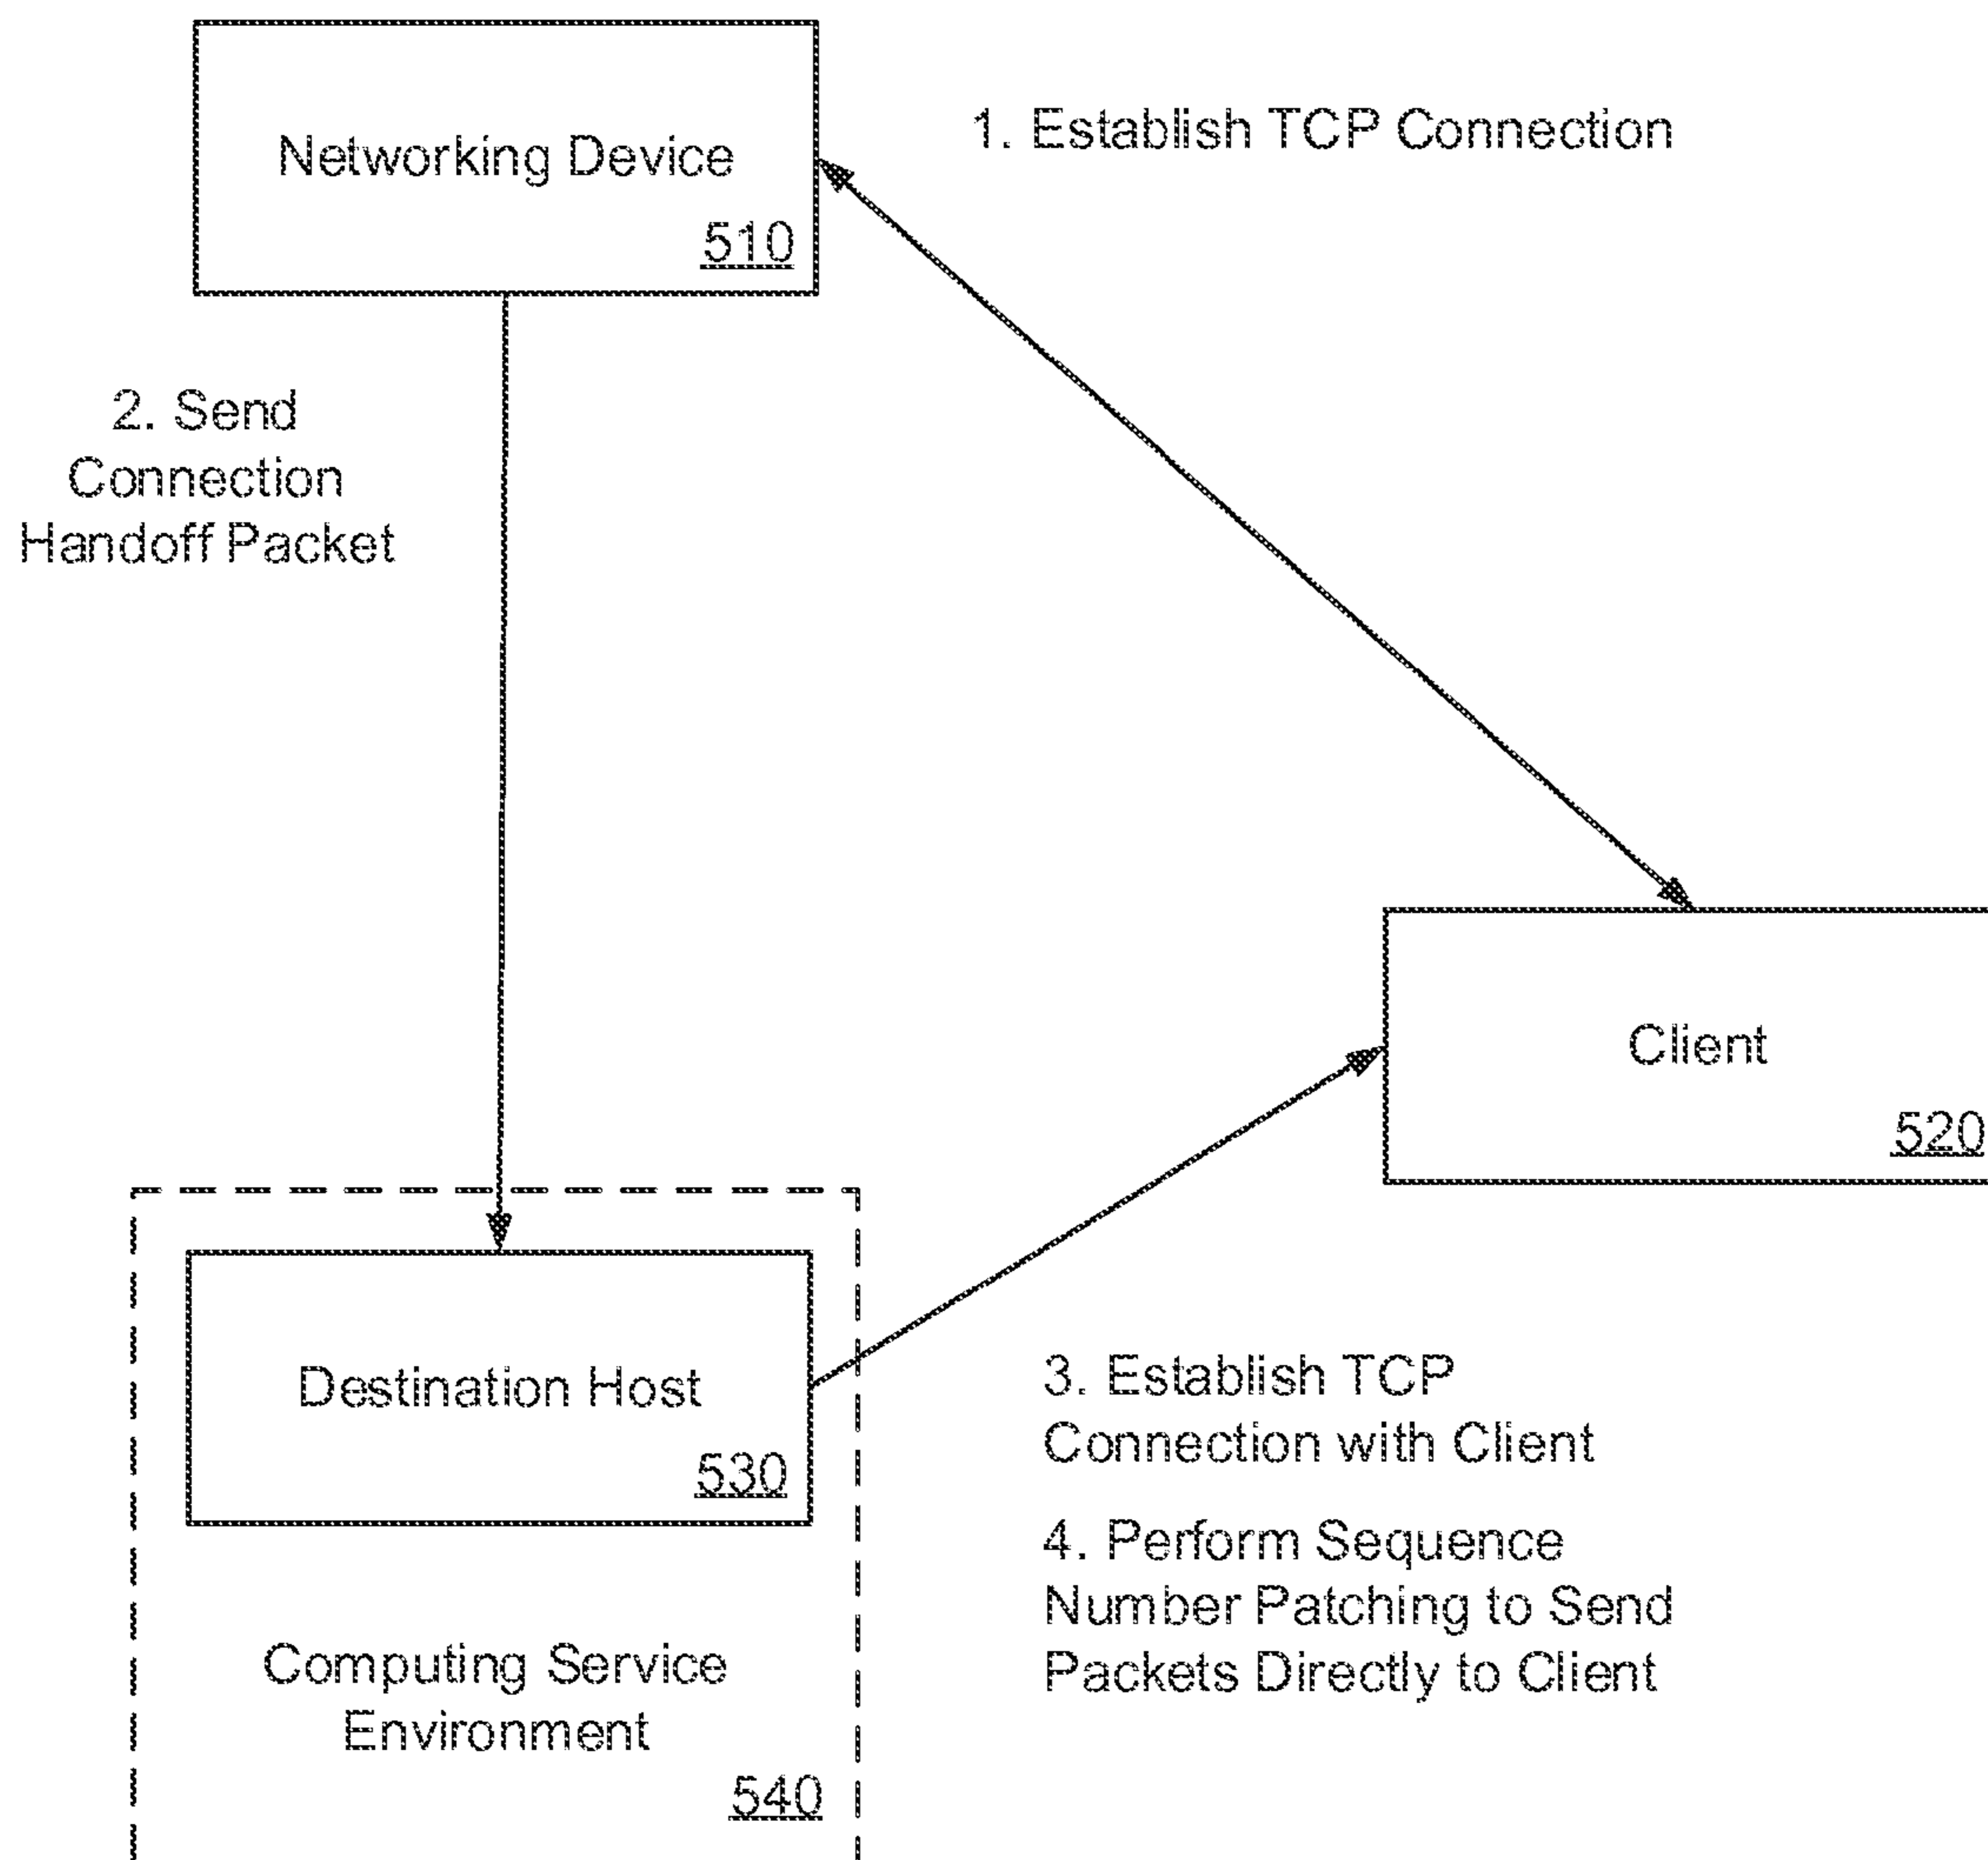 Networking Device
510
1. Establish TCP Connection
2. Send
Connection
Handoff Packet
Client
520
Destination Host
530
3. Establish TCP
Connection with Client
4. Perform Sequence
Number Patching to Send
Packets Directly to Client
Computing Service
Environment
540